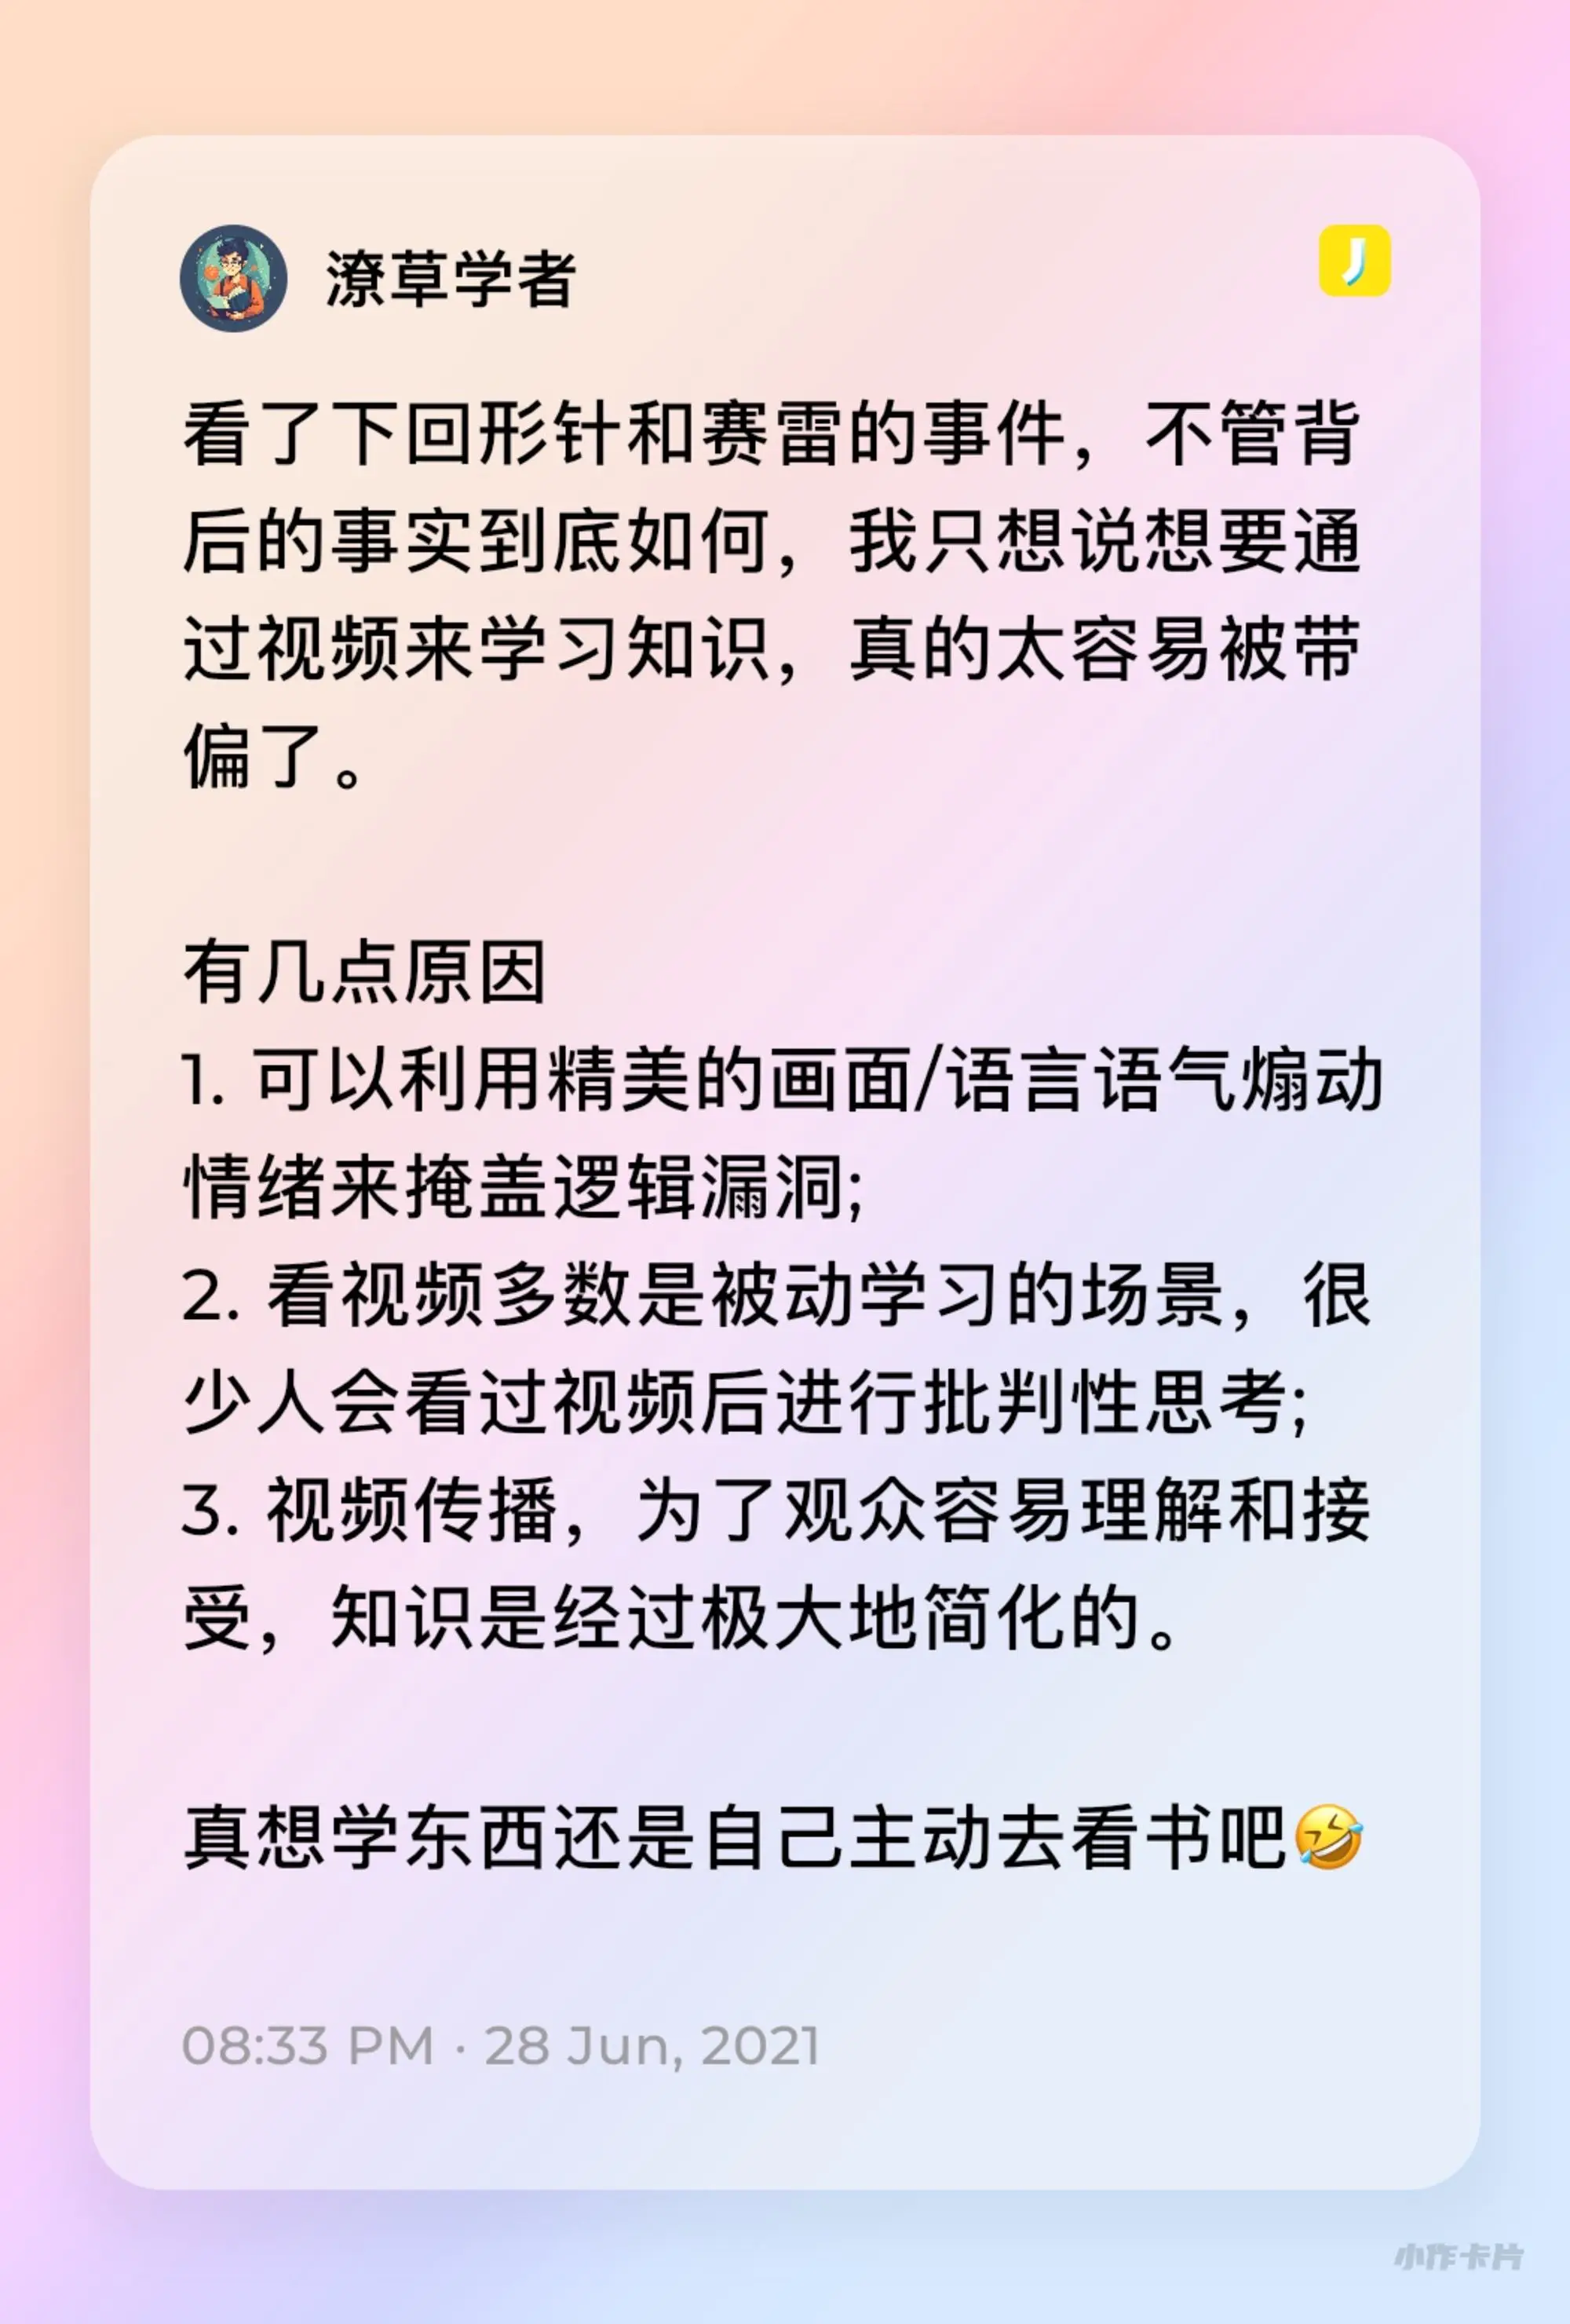 潦草学者
看了下回形针和赛雷的事件，不管背
后的事实到底如何，我只想说想要通
过视频来学习知识，真的太容易被带
偏了。
有几点原因
1. 可以利用精美的画面/语言语气煽动
情绪来掩盖逻辑漏洞;
2. 看视频多数是被动学习的场景，很
少人会看过视频后进行批判性思考;
3. 视频传播，为了观众容易理解和接
受，知识是经过极大地简化的。
真想学东西还是自己主动去看书吧🤣
08:33 PM · 28 Jun, 2021
小作卡片